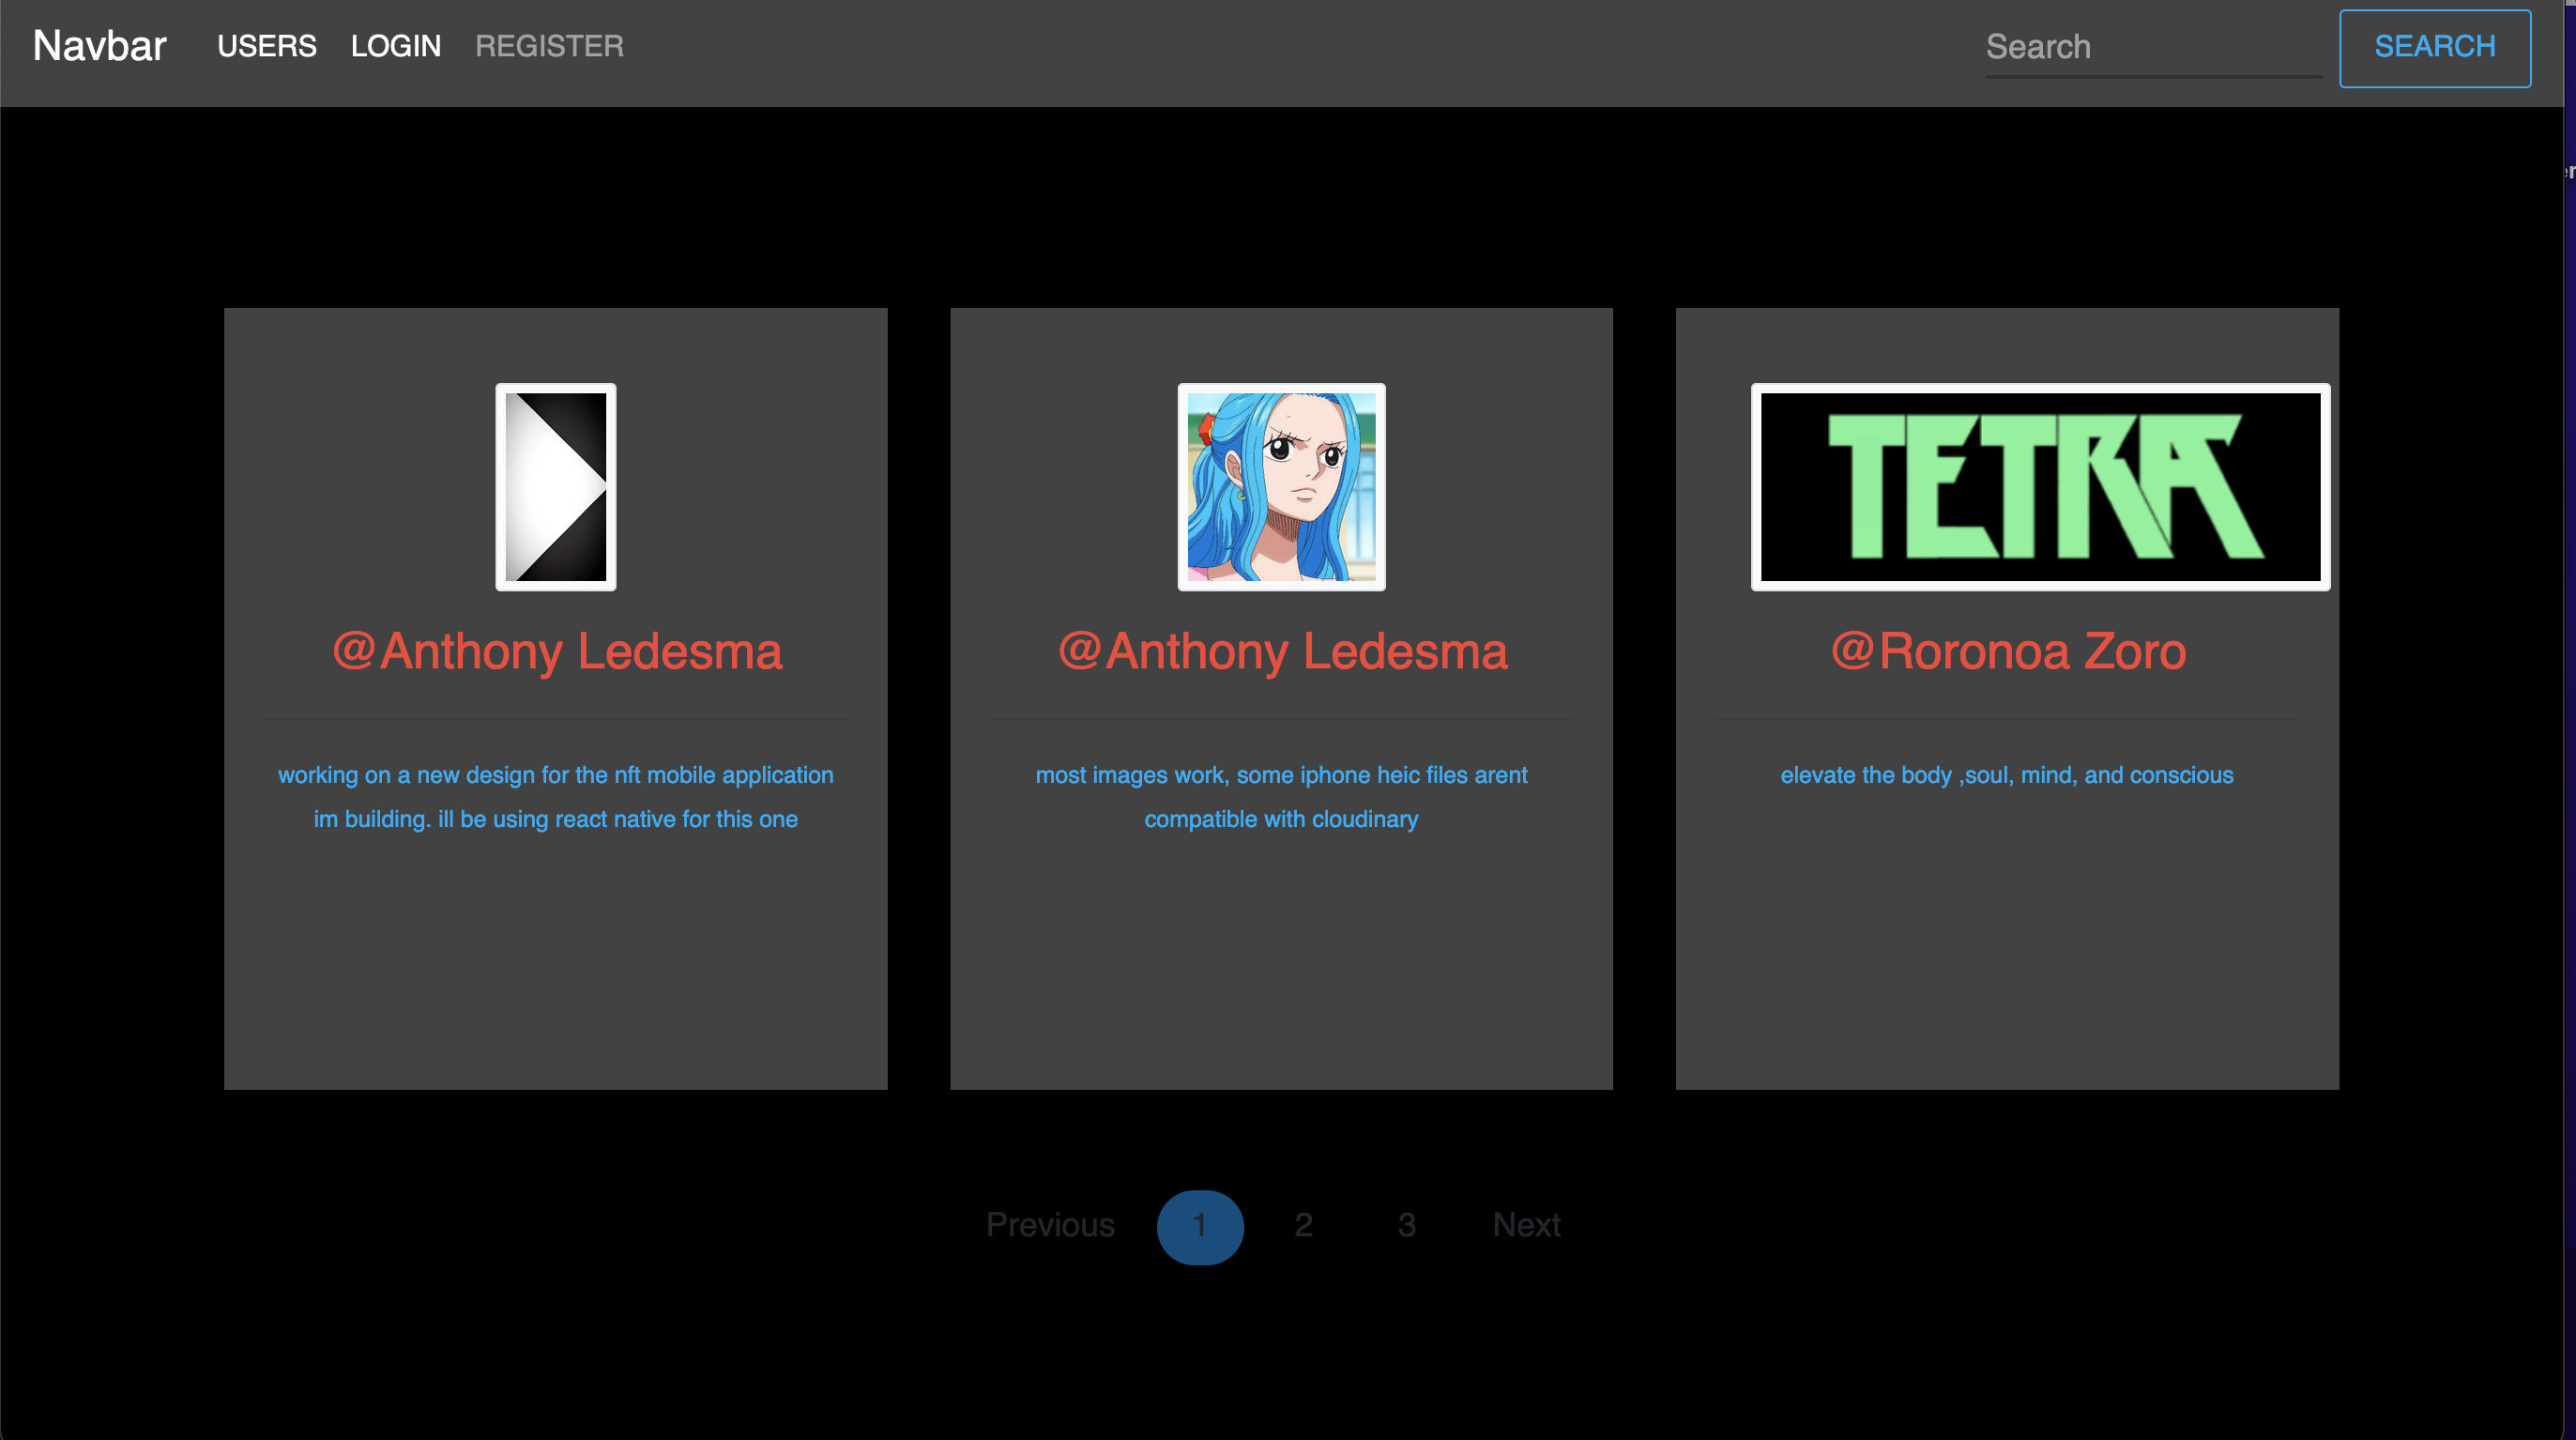 Navbar USERS LOGIN REGISTER Search SEARCH
TETRA
@Anthony Ledesma
working on a new design for the nft mobile application
im building. ill be using react native for this one
@Anthony Ledesma
most images work, some iphone heic files arent
compatible with cloudinary
@Roronoa Zoro
elevate the body ,soul, mind, and conscious
Previous 1 2 3 Next